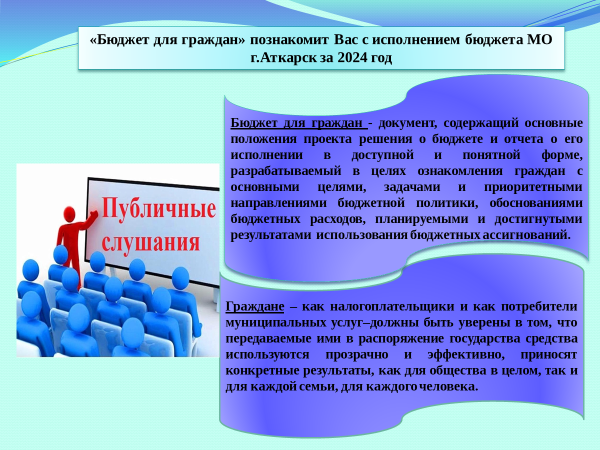 «Бюджет для граждан» познакомит Вас с исполнением бюджета МО
г.Аткарск за 2024 год
Бюджет для граждан - документ, содержащий основные
положения проекта решения о бюджете и отчета о его
исполнении в доступной и понятной форме,
разрабатываемый в целях ознакомления граждан с
основными целями, задачами и приоритетными
направлениями бюджетной политики, обоснованиями
бюджетных расходов, планируемыми и достигнутыми
результатами использования бюджетных ассигнований.
Публичные
слушания
Граждане – как налогоплательщики и как потребители
муниципальных услуг–должны быть уверены в том, что
передаваемые ими в распоряжение государства средства
используются прозрачно и эффективно, приносят
конкретные результаты, как для общества в целом, так и
для каждой семьи, для каждого человека.